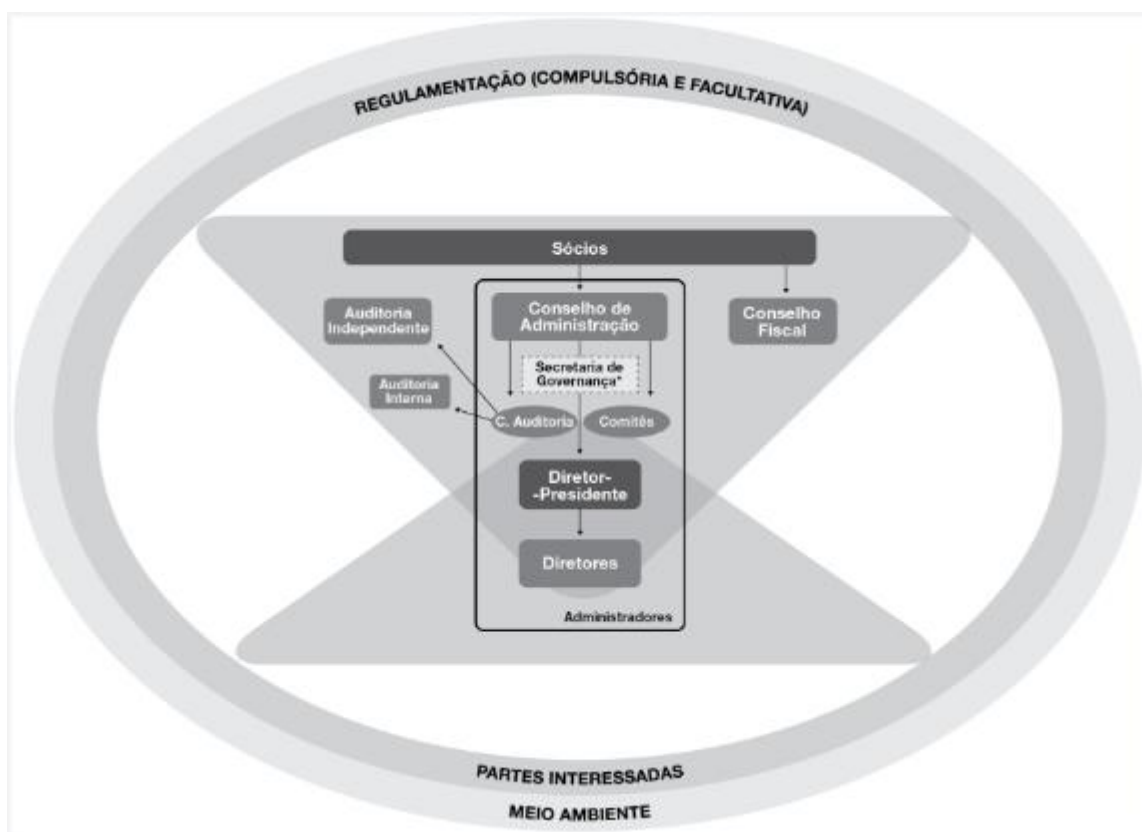 REGULAMENTAÇÃO (COMPULSÓRIA E FACULTATIVA)
Sócios
Auditoria
Independente
Conselho de
Administração
Conselho
Fiscal
Secretaria de
Governança*
Auditoria
Interna
C. Auditoria
Comitês
Diretor-
-Presidente
Diretores
Administradores
PARTES INTERESSADAS
MEIO AMBIENTE